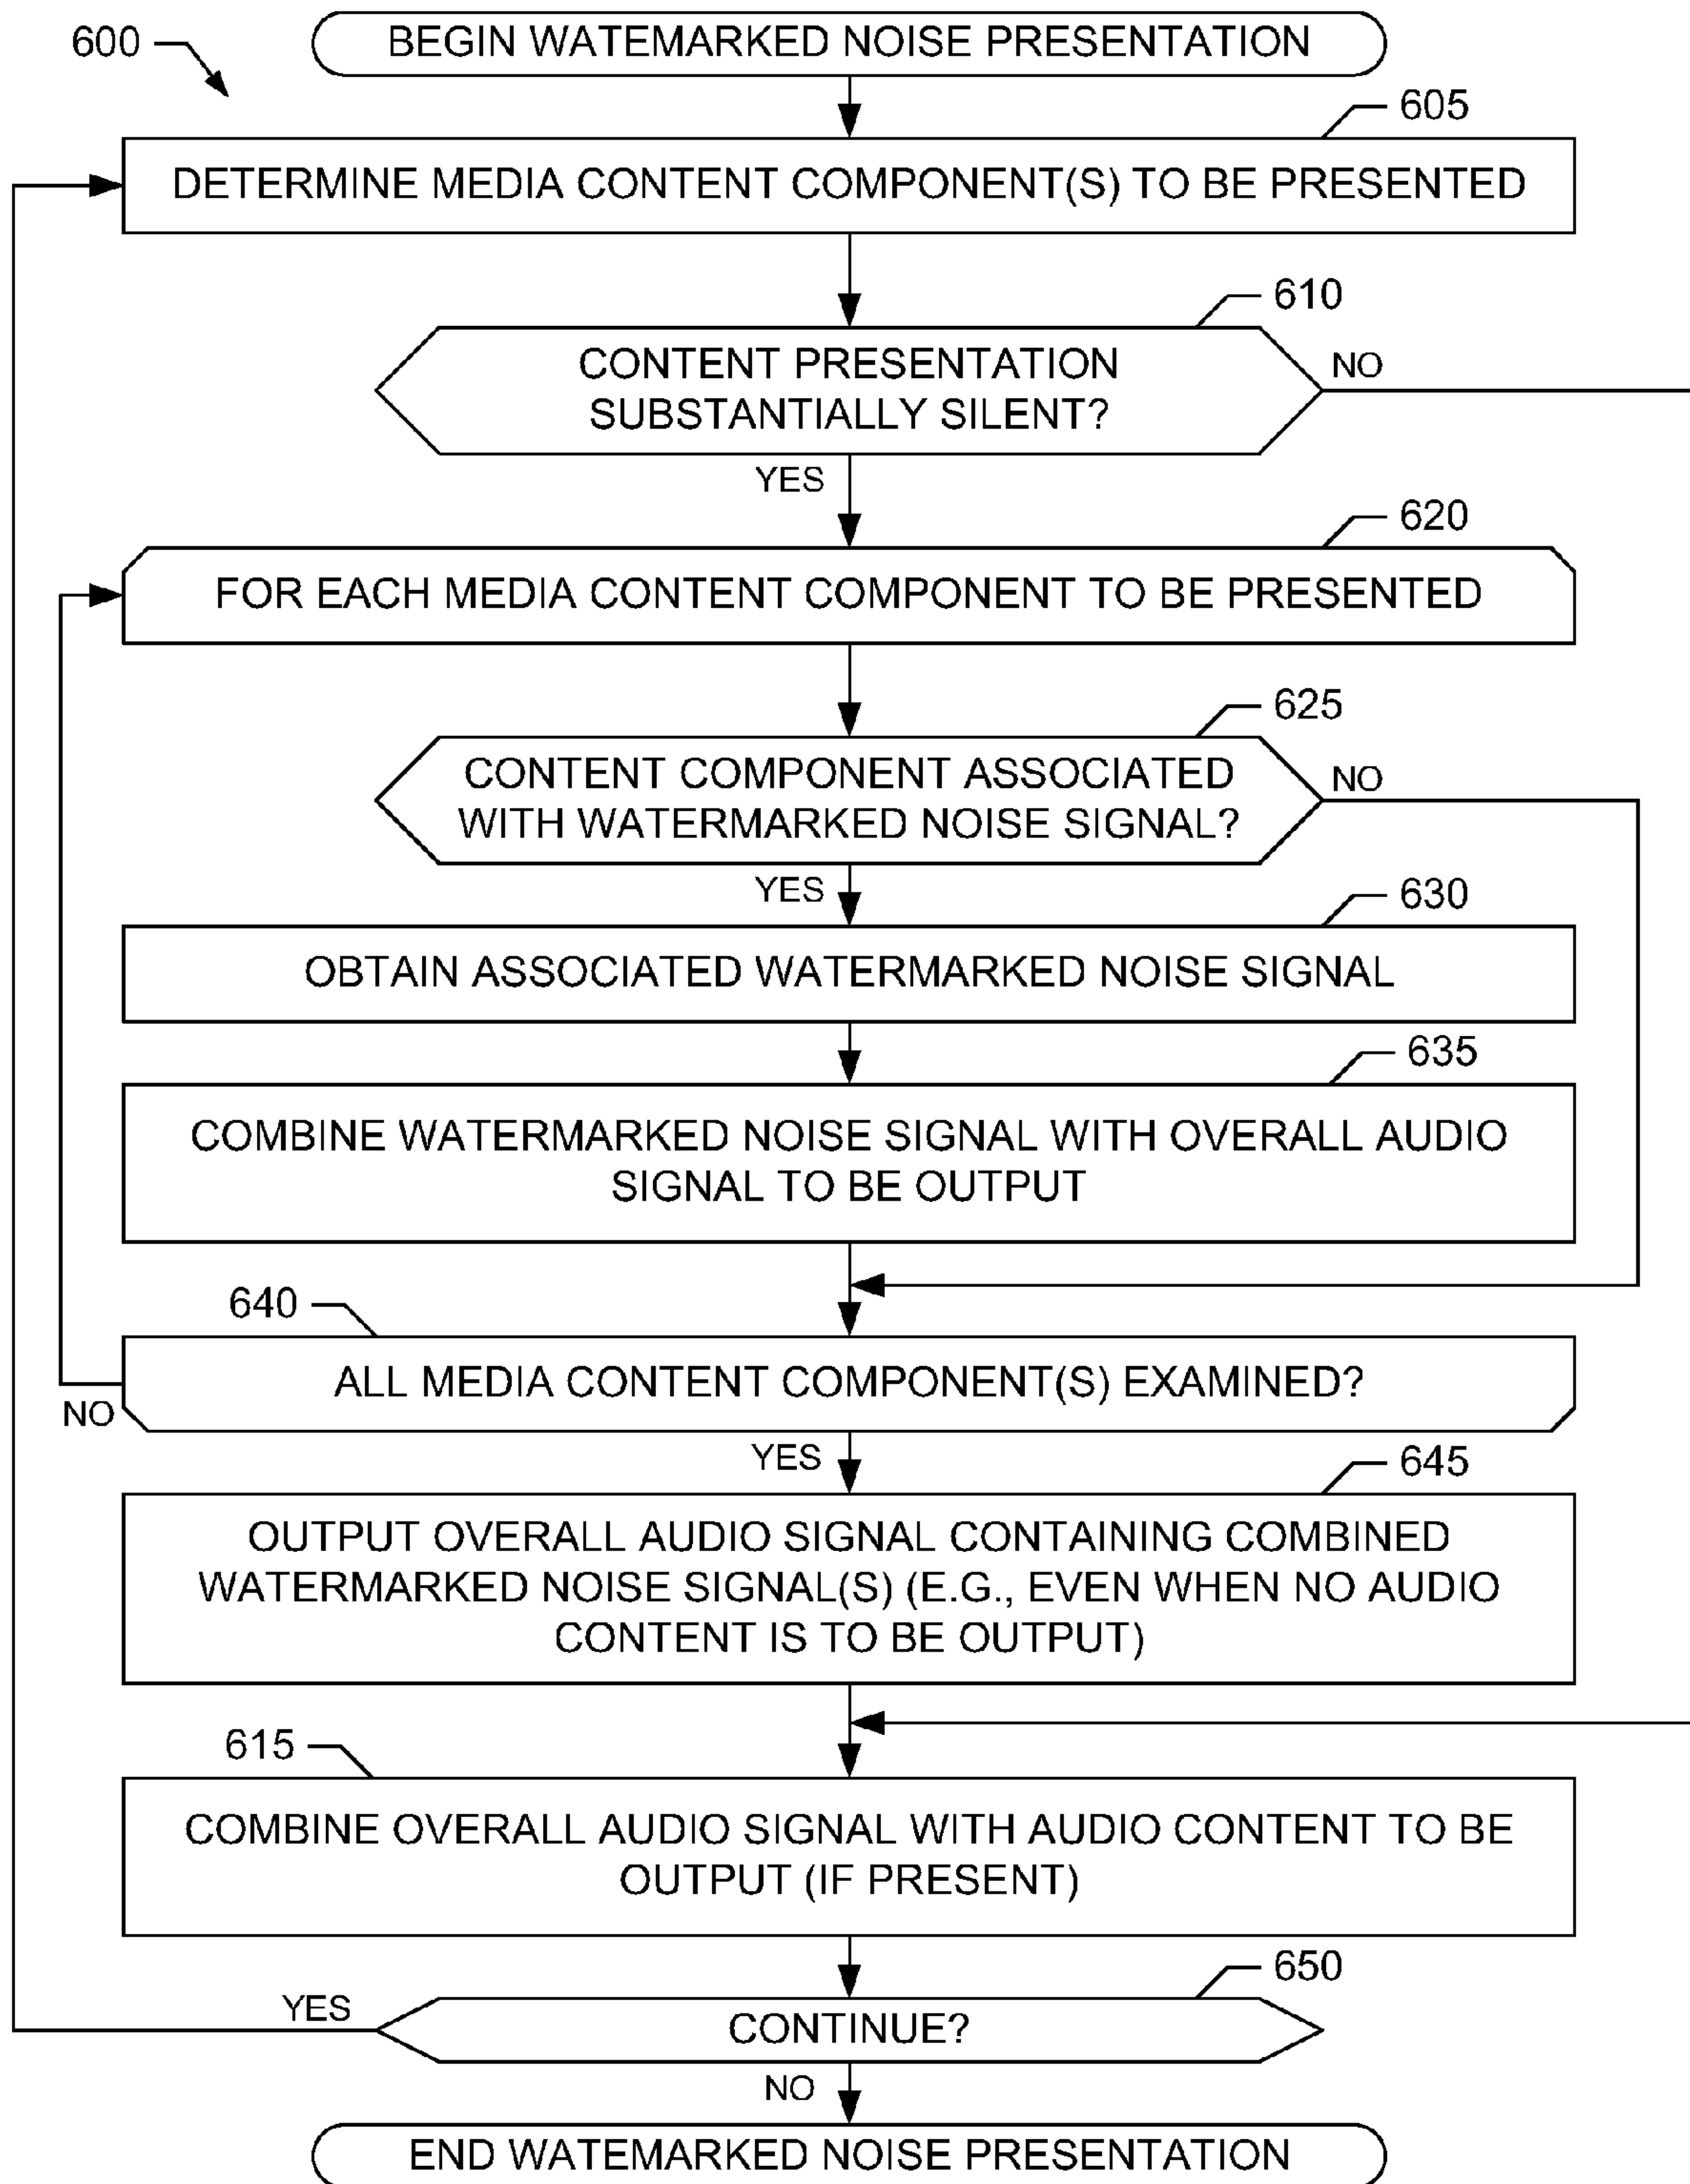 600
BEGIN WATEMARKED NOISE PRESENTATION
605
DETERMINE MEDIA CONTENT COMPONENT(S) TO BE PRESENTED
610
CONTENT PRESENTATION
SUBSTANTIALLY SILENT?
NO
YES
620
FOR EACH MEDIA CONTENT COMPONENT TO BE PRESENTED
625
CONTENT COMPONENT ASSOCIATED
WITH WATERMARKED NOISE SIGNAL?
NO
YES
630
OBTAIN ASSOCIATED WATERMARKED NOISE SIGNAL
635
COMBINE WATERMARKED NOISE SIGNAL WITH OVERALL AUDIO
SIGNAL TO BE OUTPUT
640
ALL MEDIA CONTENT COMPONENT(S) EXAMINED?
NO
YES
645
OUTPUT OVERALL AUDIO SIGNAL CONTAINING COMBINED
WATERMARKED NOISE SIGNAL(S) (E.G., EVEN WHEN NO AUDIO
CONTENT IS TO BE OUTPUT)
615
COMBINE OVERALL AUDIO SIGNAL WITH AUDIO CONTENT TO BE
OUTPUT (IF PRESENT)
650
YES
CONTINUE?
NO
END WATEMARKED NOISE PRESENTATION